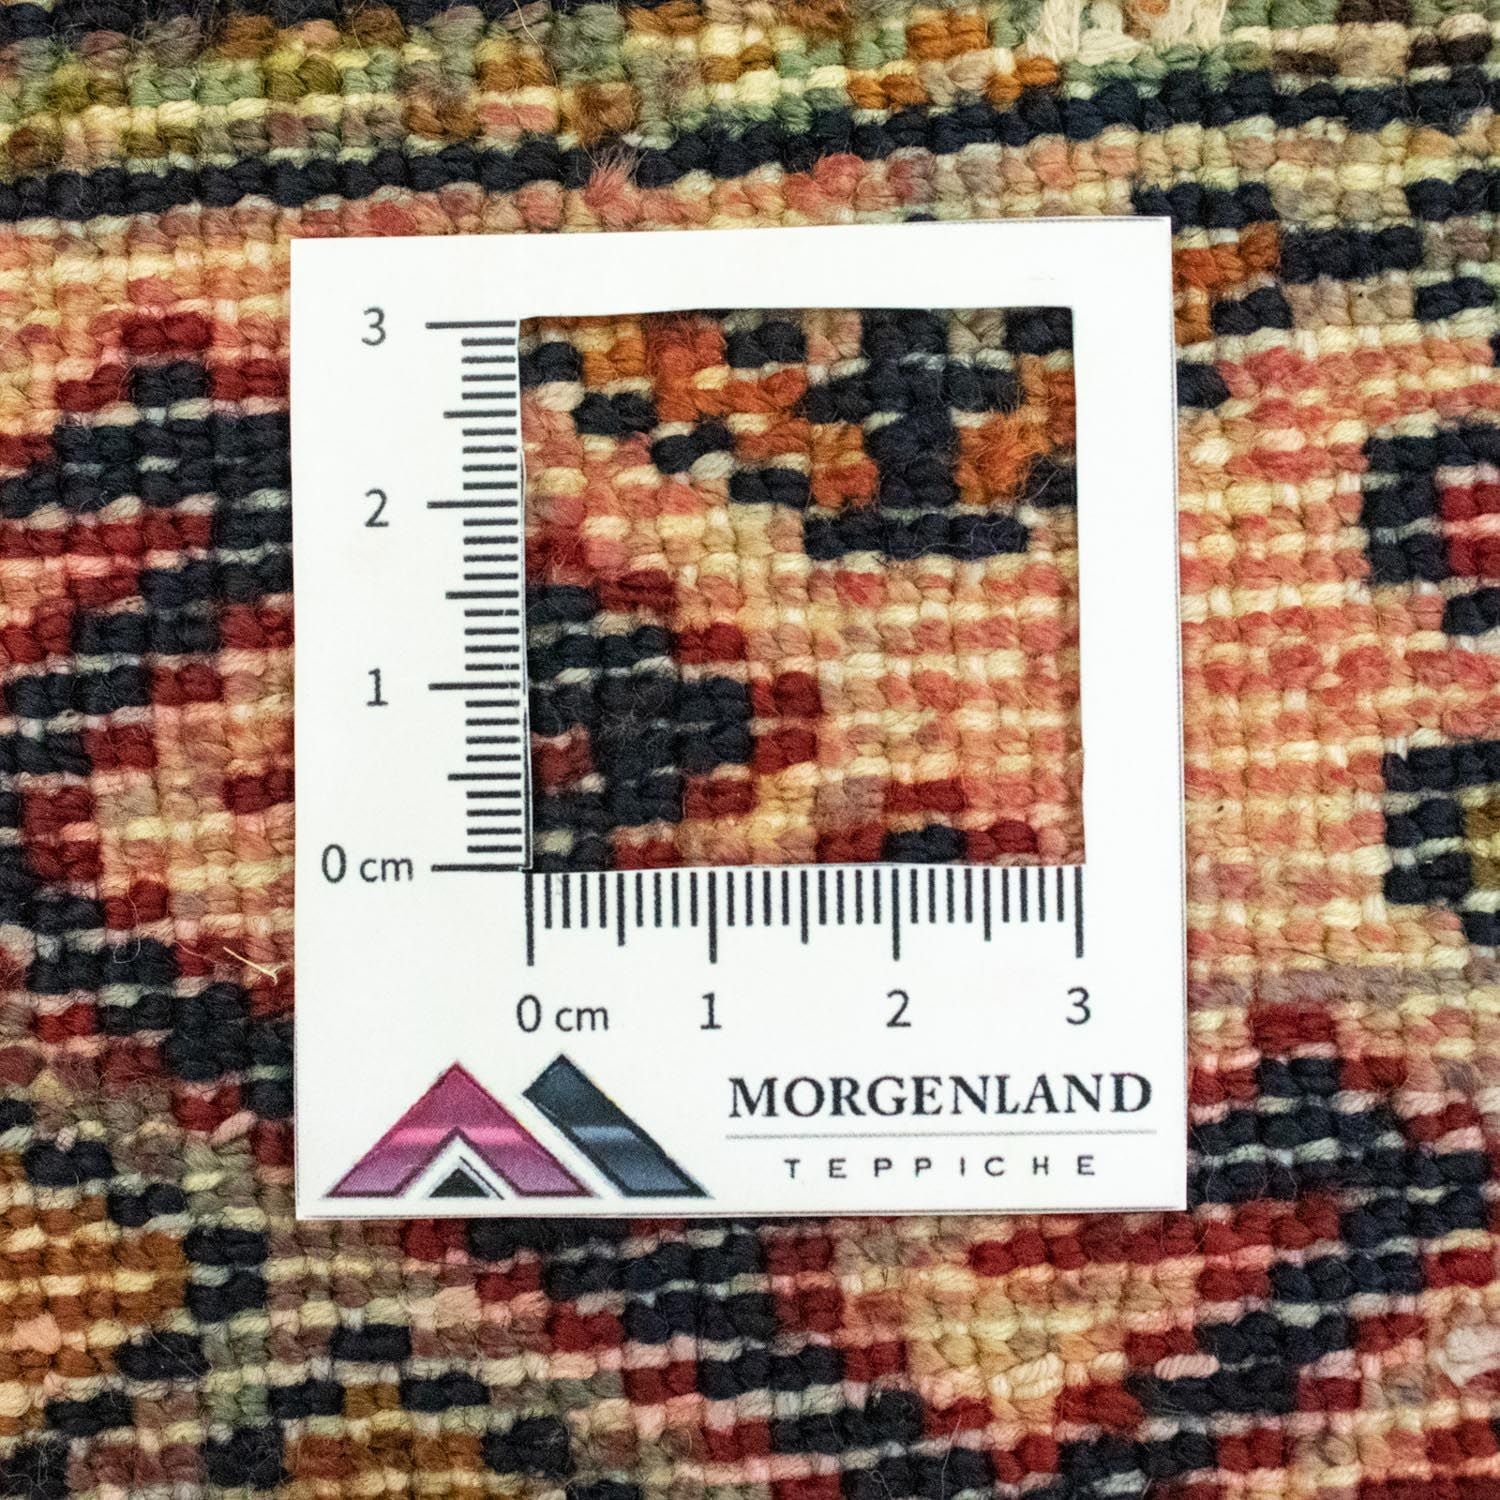 3
2
1
0 cm
0 cm 1 2 3
MORGENLAND
TEPPICHE